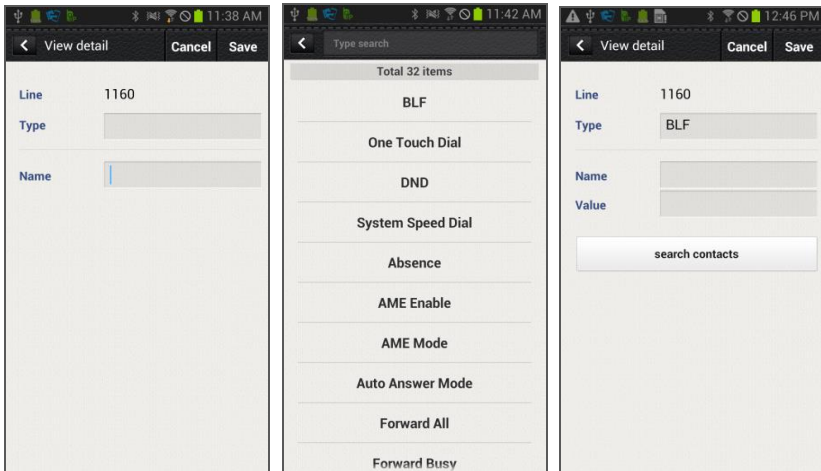 11:38 AM
View detail Cancel Save
Line 1160
Type
Name
11:42 AM
Type search
Total 32 items
BLF
One Touch Dial
DND
System Speed Dial
Absence
AME Enable
AME Mode
Auto Answer Mode
Forward All
Forward Busy
12:46 PM
View detail Cancel Save
Line 1160
Type BLF
Name
Value
search contacts